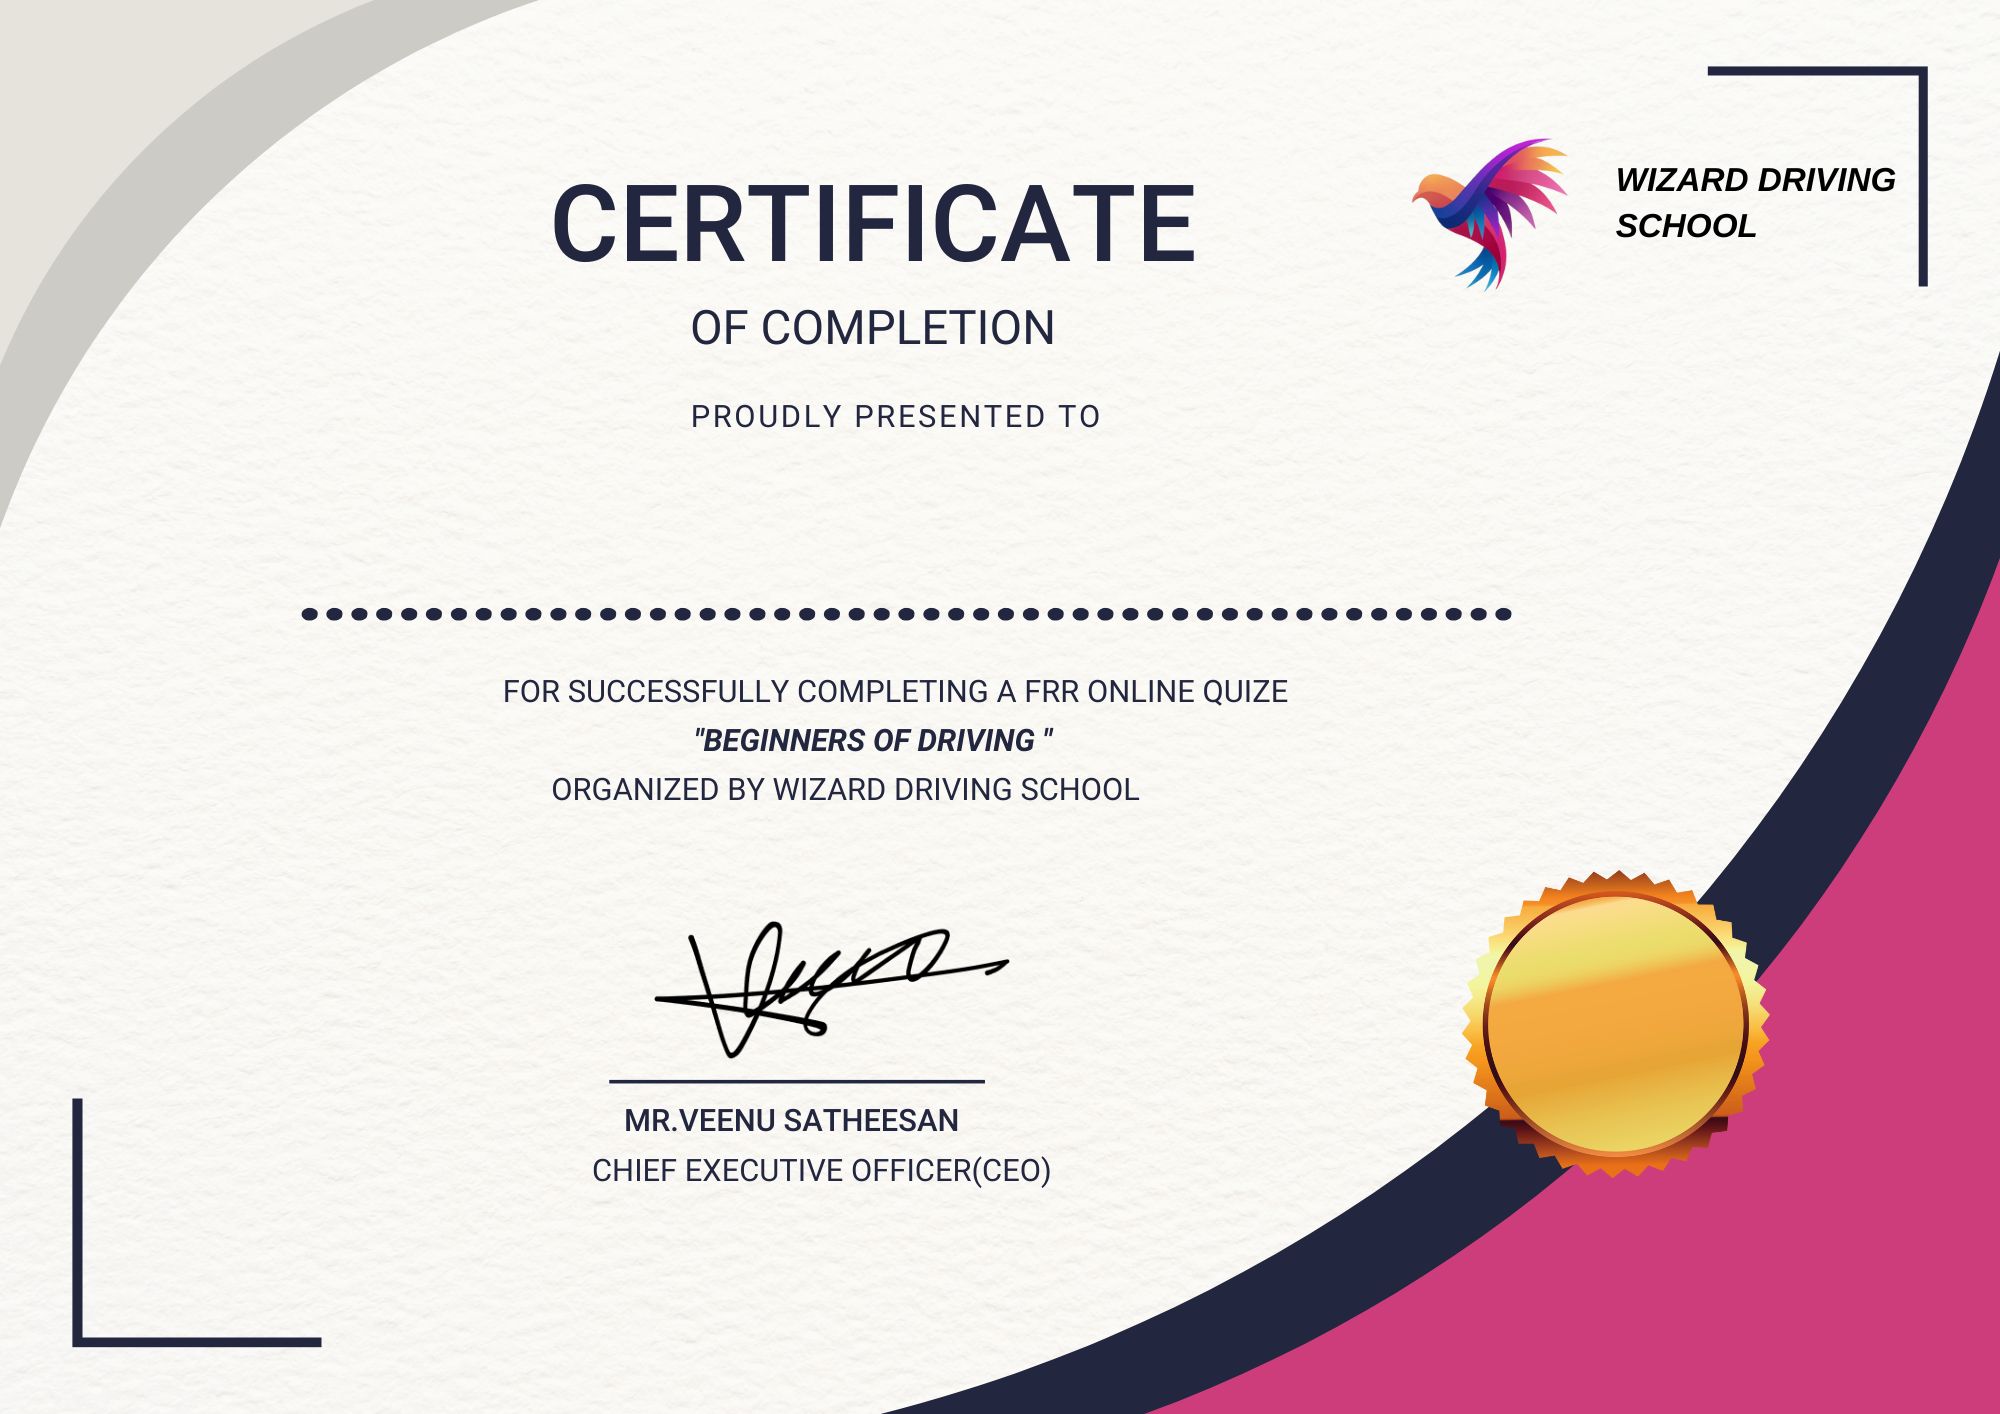 CERTIFICATE
WIZARD DRIVING
SCHOOL
OF COMPLETION
PROUDLY PRESENTED TO
FOR SUCCESSFULLY COMPLETING A FRR ONLINE QUIZE
"BEGINNERS OF DRIVING "
ORGANIZED BY WIZARD DRIVING SCHOOL
MR.VEENU SATHEESAN
CHIEF EXECUTIVE OFFICER(CEO)